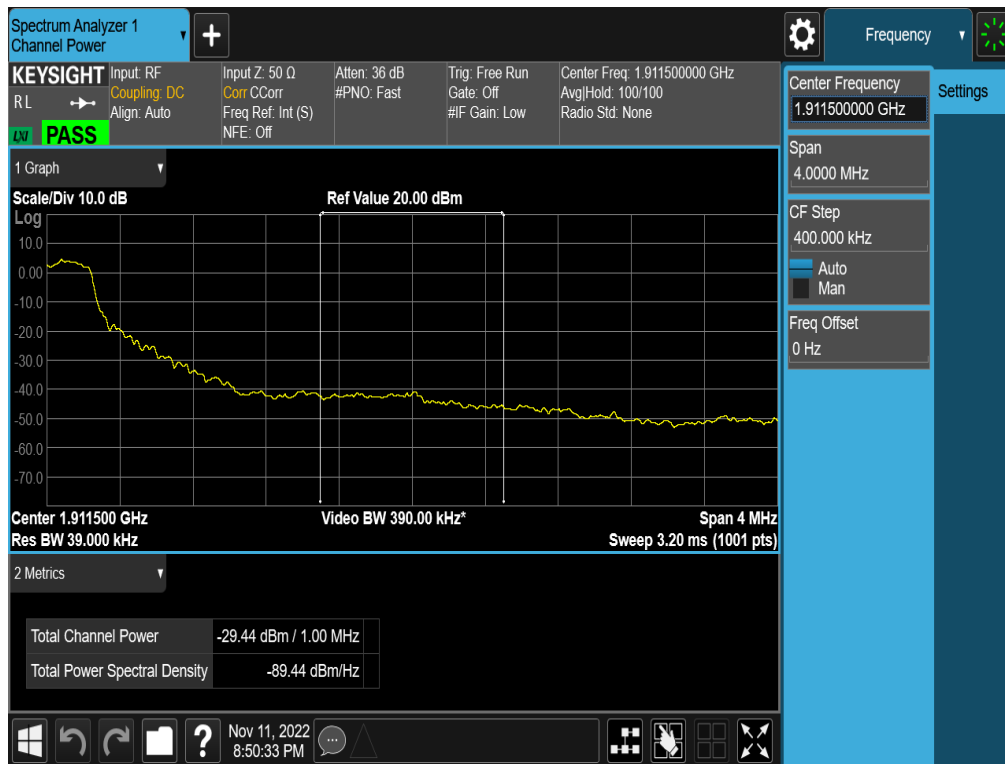 Spectrum Analyzer 1
Channel Power
+
Frequency
KEYSIGHT
RL
LXI PASS
Input: RF
Coupling: DC
Align: Auto
Input Z: 50 Ω
Corr CCorr
Freq Ref: Int (S)
NFE: Off
Atten: 36 dB
#PNO: Fast
Trig: Free Run
Gate: Off
#IF Gain: Low
Center Freq: 1.911500000 GHz
Avg|Hold: 100/100
Radio Std: None
Center Frequency
1.911500000 GHz
Settings
Span
4.0000 MHz
CF Step
400.000 kHz
Auto
Man
Freq Offset
0 Hz
1 Graph
Scale/Div 10.0 dB
Ref Value 20.00 dBm
Log
10.0
0.00
-10.0
-20.0
-30.0
-40.0
-50.0
-60.0
-70.0
Center 1.911500 GHz
Video BW 390.00 kHz*
Span 4 MHz
Res BW 39.000 kHz
Sweep 3.20 ms (1001 pts)
2 Metrics
Total Channel Power -29.44 dBm / 1.00 MHz
Total Power Spectral Density -89.44 dBm/Hz
?
Nov 11, 2022
8:50:33 PM